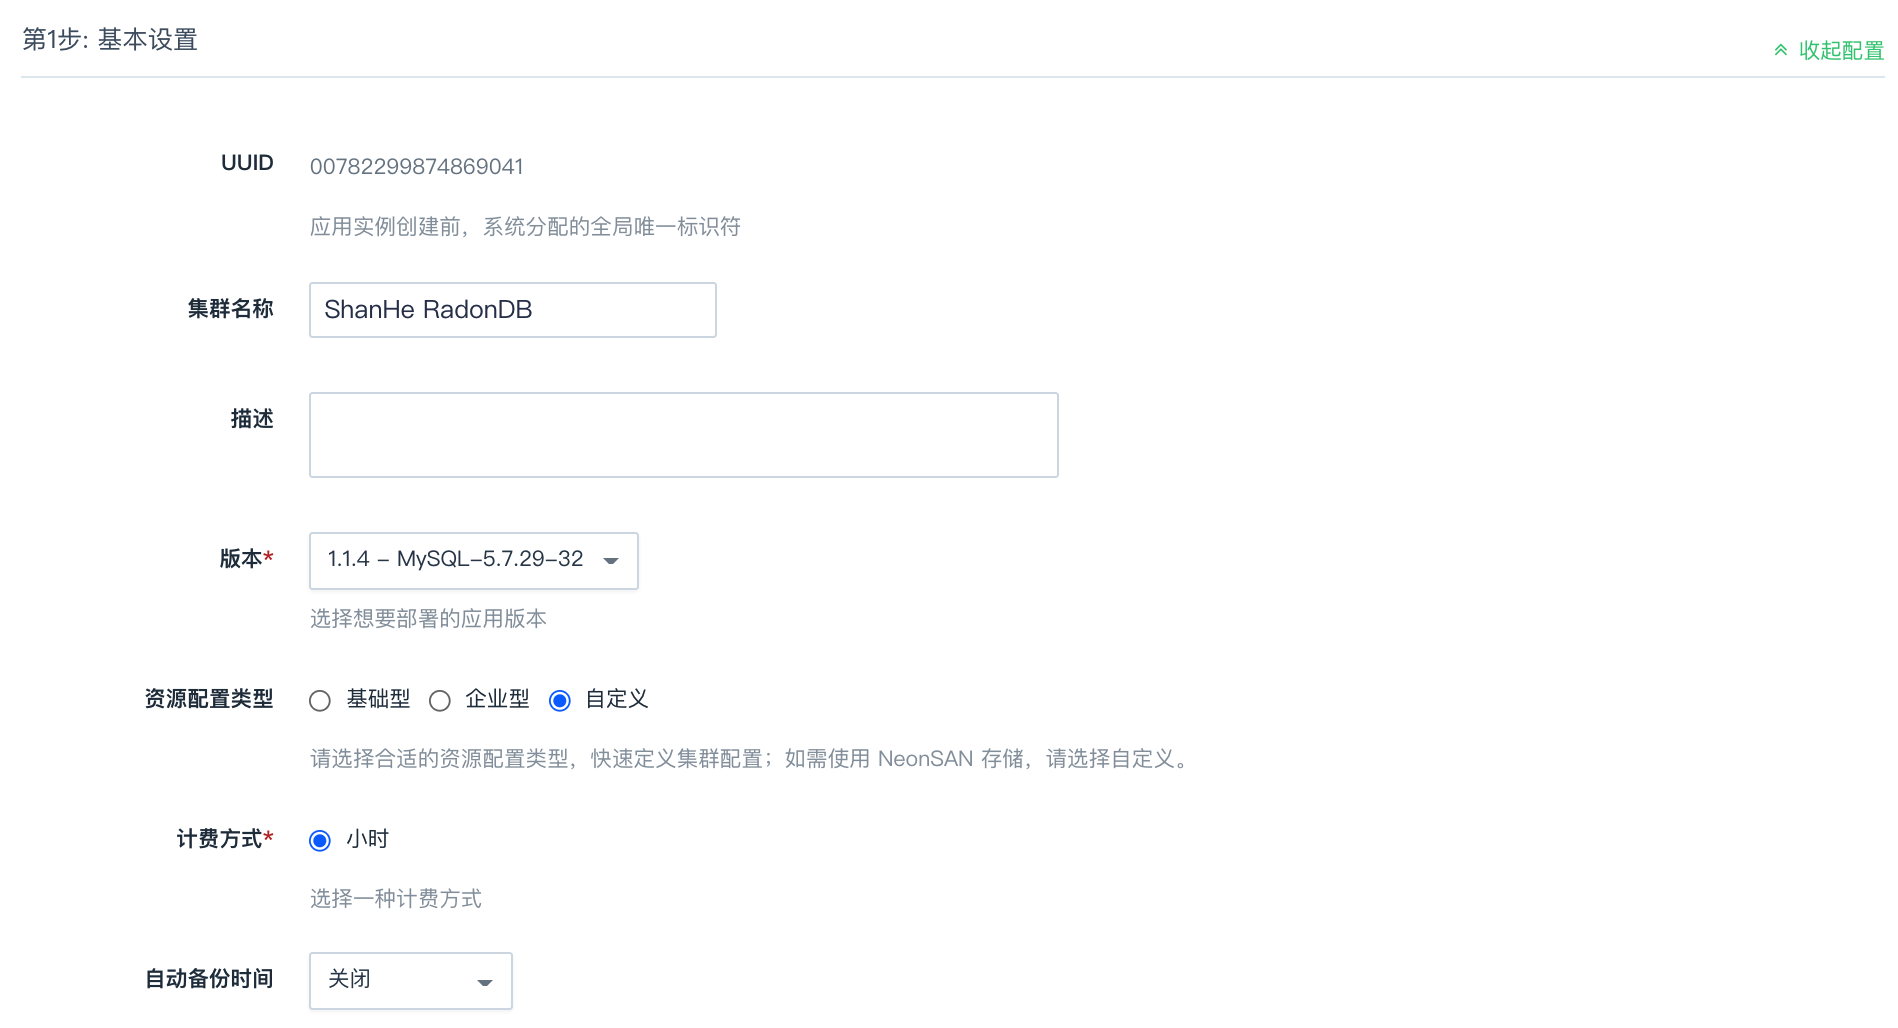 第1步: 基本设置
收起配置
UUID 00782299874869041
应用实例创建前，系统分配的全局唯一标识符
集群名称 ShanHe RadonDB
描述
版本* 1.1.4 – MySQL–5.7.29–32
选择想要部署的应用版本
资源配置类型 基础型 企业型 自定义
请选择合适的资源配置类型，快速定义集群配置；如需使用 NeonSAN 存储，请选择自定义。
计费方式* 小时
选择一种计费方式
自动备份时间 关闭